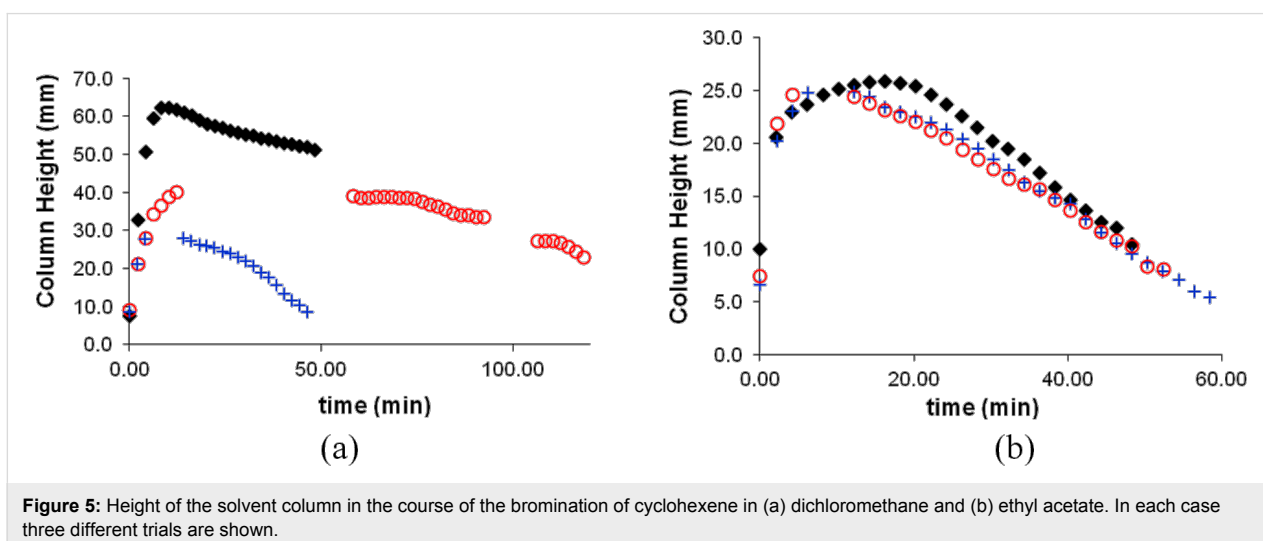 70.0
60.0
50.0
40.0
30.0
20.0
10.0
0.0
Column Height (mm)
0.00
50.00
100.00
time (min)
(a)
30.0
25.0
20.0
15.0
10.0
5.0
0.0
Column Height (mm)
0.00
20.00
40.00
60.00
time (min)
(b)
Figure 5: Height of the solvent column in the course of the bromination of cyclohexene in (a) dichloromethane and (b) ethyl acetate. In each case
three different trials are shown.